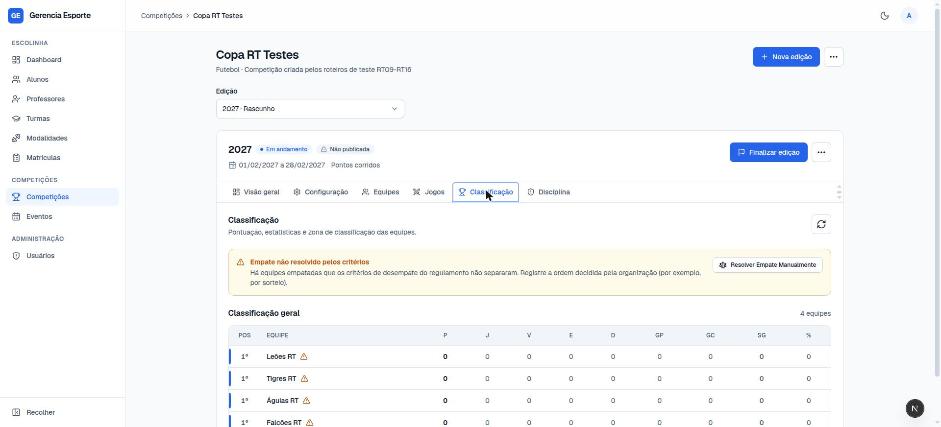 GE Gerencia Esporte
Competições > Copa RT Testes
A
ESCOLINHA
Dashboard
Alunos
Professores
Turmas
Modalidades
Matrículas
COMPETIÇÕES
Competições
Eventos
ADMINISTRAÇÃO
Usuários
Recolher
Copa RT Testes
Futebol · Competição criada pelos roteiros de teste RT09-RT16
+ Nova edição
Edição
2027 · Rascunho
2027 Em andamento Não publicada
01/02/2027 a 28/02/2027 · Pontos corridos
Finalizar edição
Visão geral Configuração Equipes Jogos Classificação Disciplina
Classificação
Pontuação, estatísticas e zona de classificação das equipes.
Empate não resolvido pelos critérios
Há equipes empatadas que os critérios de desempate do regulamento não separaram. Registre a ordem decidida pela organização (por exemplo,
por sorteio).
Resolver Empate Manualmente
Classificação geral 4 equipes
POS EQUIPE P J V E D GP GC SG %
1º Leões RT 0 0 0 0 0 0 0 0 0
1º Tigres RT 0 0 0 0 0 0 0 0 0
1º Águias RT 0 0 0 0 0 0 0 0 0
1º Falcões RT 0 0 0 0 0 0 0 0 0
N